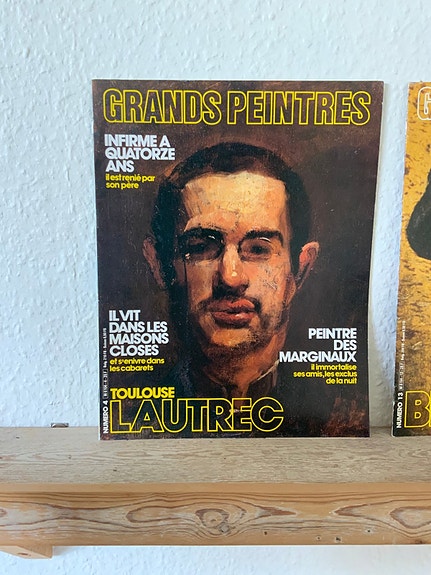 GRANDS PEINTRES
INFIRME A
QUATORZE
ANS
il est renié par
son père
IL VIT
DANS LES
MAISONS
CLOSES
et s'enivre dans
les cabarets
PEINTRE
DES
MARGINAUX
il immortalise
ses amis, les exclus
de la nuit
TOULOUSE
LAUTREC
NUMERO 4
G
NUMERO 13
B